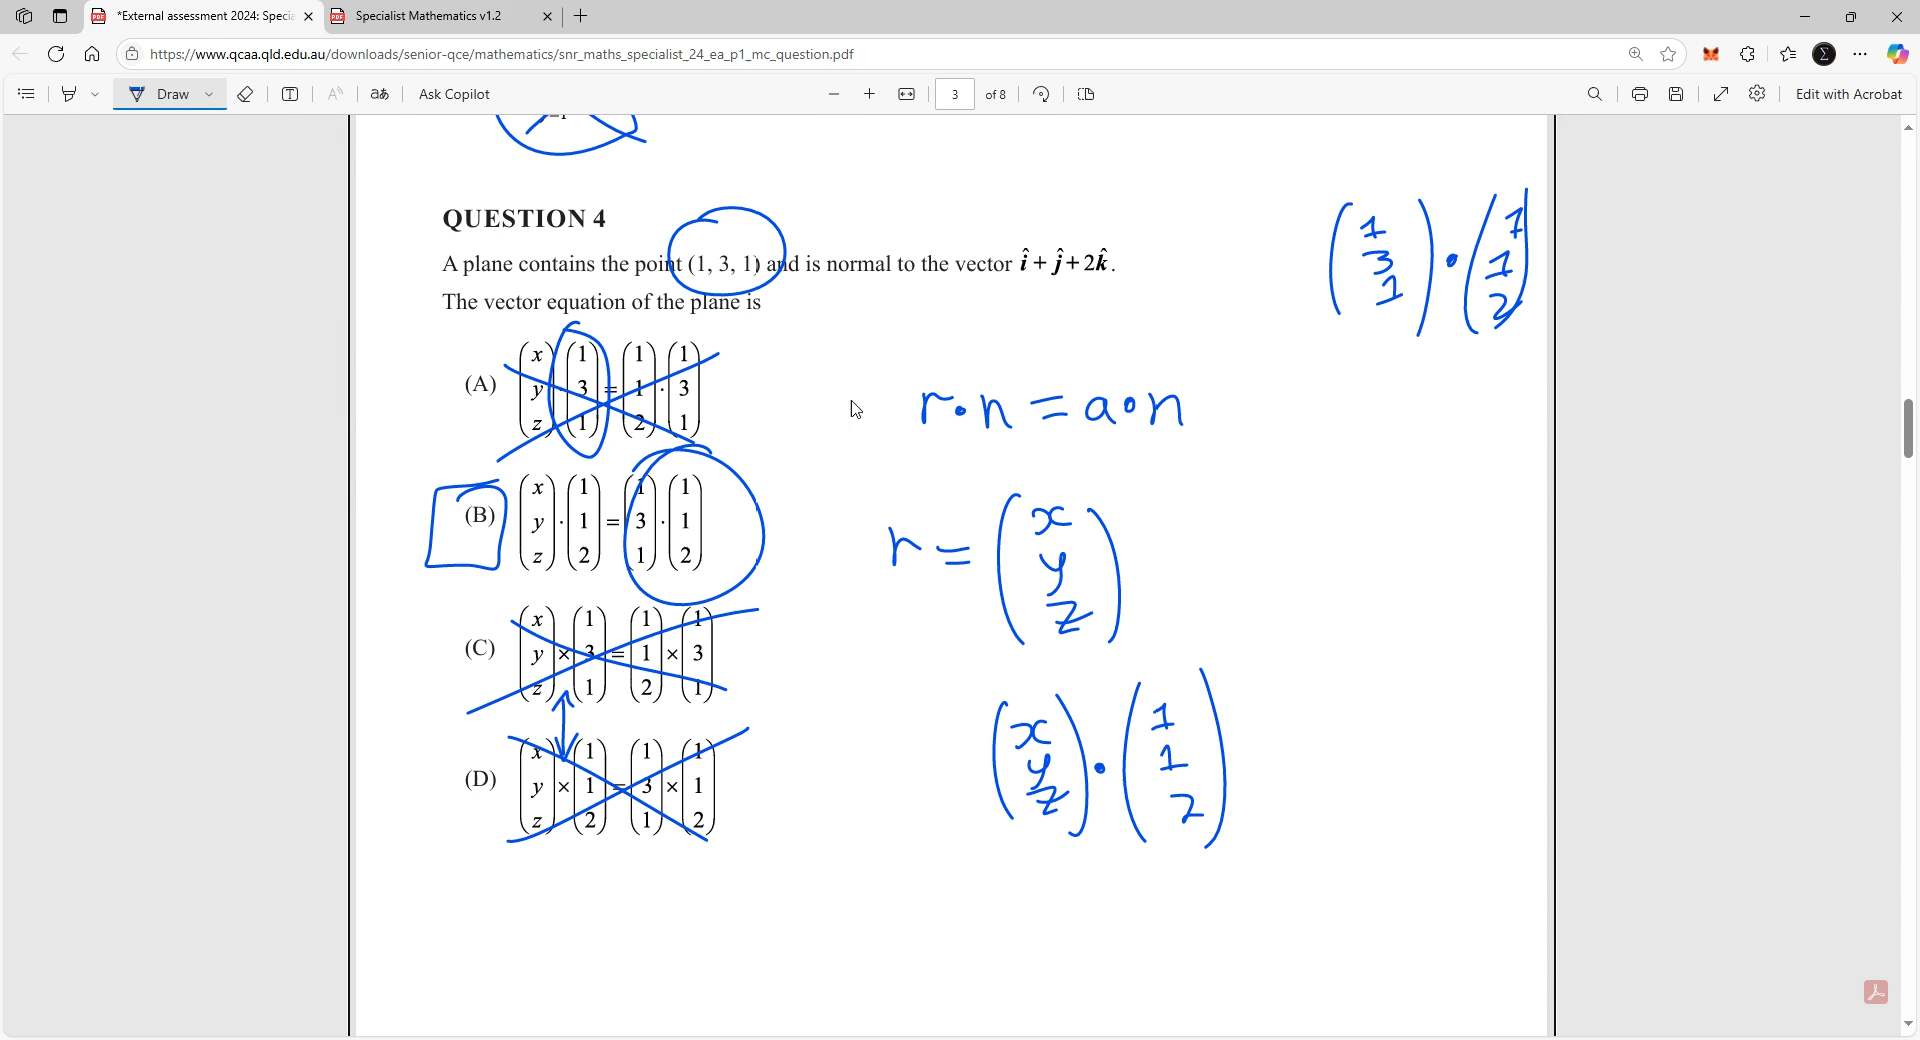 *External assessment 2024: Specia
Specialist Mathematics v1.2
https://www.qcaa.qld.edu.au/downloads/senior-qce/mathematics/snr_maths_specialist_24_ea_p1_mc_question.pdf
Draw
aあ
Ask Copilot
3 of 8
Edit with Acrobat
QUESTION 4
A plane contains the point (1, 3, 1) and is normal to the vector î + ĵ + 2k̂.
The vector equation of the plane is
(A) (x y z) · (1 3 1) = (1 1 2) · (1 3 1)
(B) (x y z) · (1 1 2) = (1 3 1) · (1 1 2)
(C) (x y z) × (1 3 1) = (1 1 2) × (1 3 1)
(D) (x y z) × (1 1 2) = (1 3 1) × (1 1 2)
(1 3 1) • (1 1 2)
r•n = a•n
r = (x y z)
(x y z) • (1 1 2)